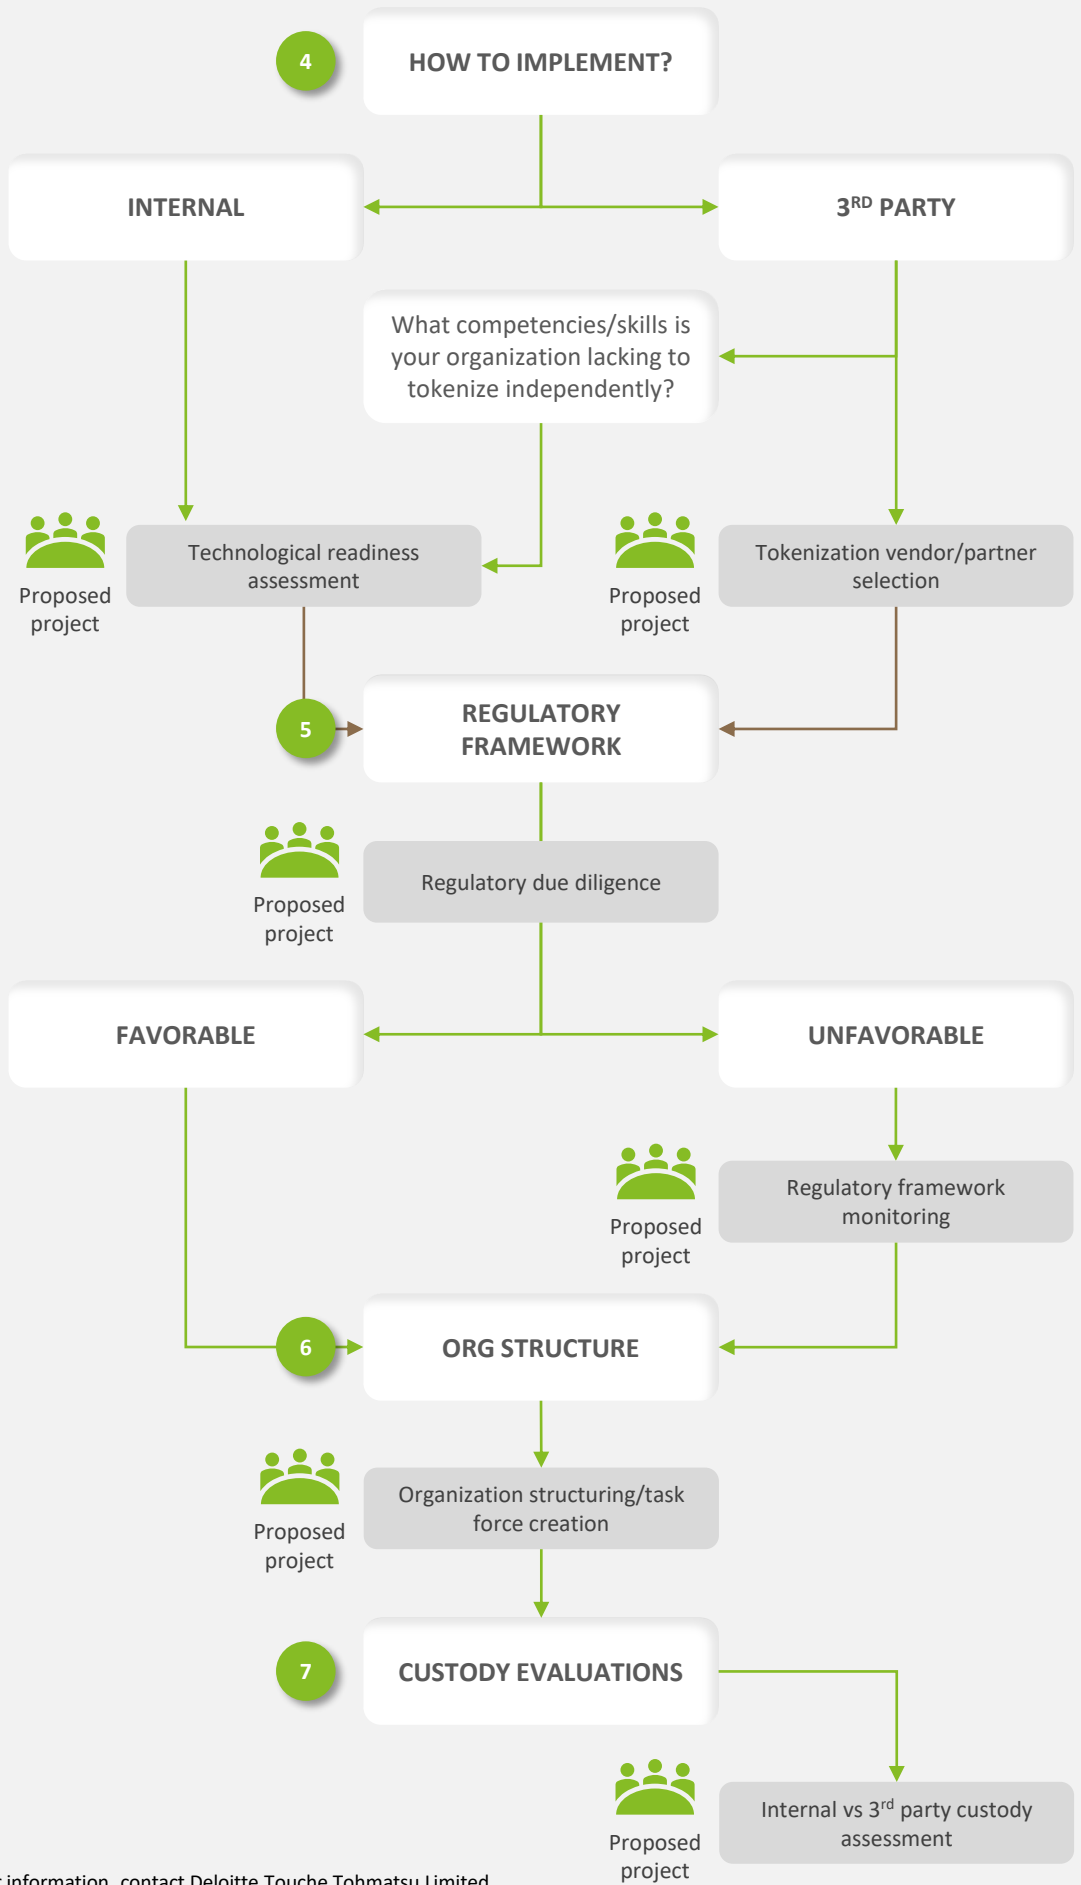 4
HOW TO IMPLEMENT?
INTERNAL
3RD PARTY
What competencies/skills is
your organization lacking to
tokenize independently?
Proposed
project
Technological readiness
assessment
Proposed
project
Tokenization vendor/partner
selection
5
REGULATORY
FRAMEWORK
Proposed
project
Regulatory due diligence
FAVORABLE
UNFAVORABLE
Proposed
project
Regulatory framework
monitoring
6
ORG STRUCTURE
Proposed
project
Organization structuring/task
force creation
7
CUSTODY EVALUATIONS
Proposed
project
Internal vs 3rd party custody
assessment
information, contact Deloitte Touche Tohmatsu Limited